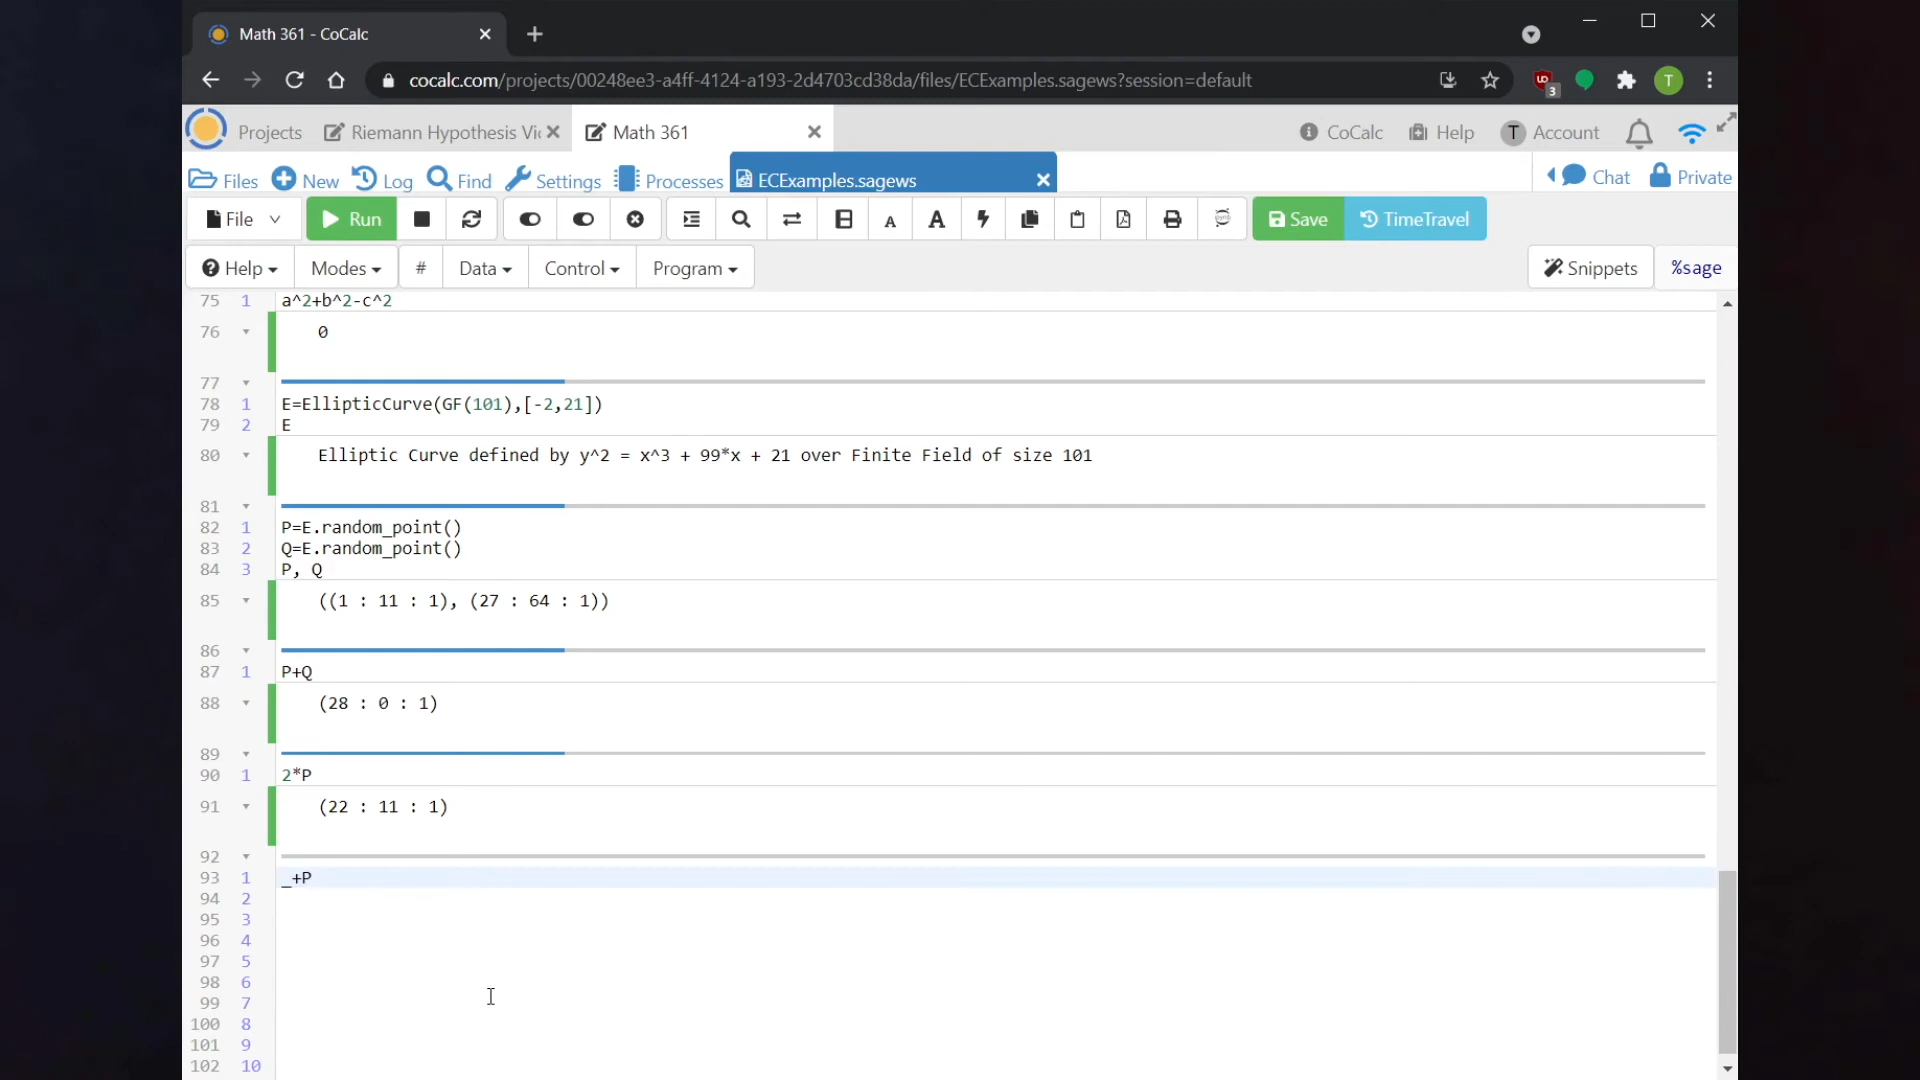 Math 361 - CoCalc
cocalc.com/projects/00248ee3-a4ff-4124-a193-2d4703cd38da/files/ECExamples.sagews?session=default
3
T
Projects
Riemann Hypothesis Vi
Math 361
CoCalc
Help
T Account
Files
New
Log
Find
Settings
Processes
ECExamples.sagews
Chat
Private
File
Run
A
A
Save
TimeTravel
Help
Modes
#
Data
Control
Program
Snippets
%sage
75 1 a^2+b^2-c^2
76 0
77
78 1 E=EllipticCurve(GF(101),[-2,21])
79 2 E
80 Elliptic Curve defined by y^2 = x^3 + 99*x + 21 over Finite Field of size 101
81
82 1 P=E.random_point()
83 2 Q=E.random_point()
84 3 P, Q
85 ((1 : 11 : 1), (27 : 64 : 1))
86
87 1 P+Q
88 (28 : 0 : 1)
89
90 1 2*P
91 (22 : 11 : 1)
92
93 1 _+P
94 2
95 3
96 4
97 5
98 6
99 7
100 8
101 9
102 10